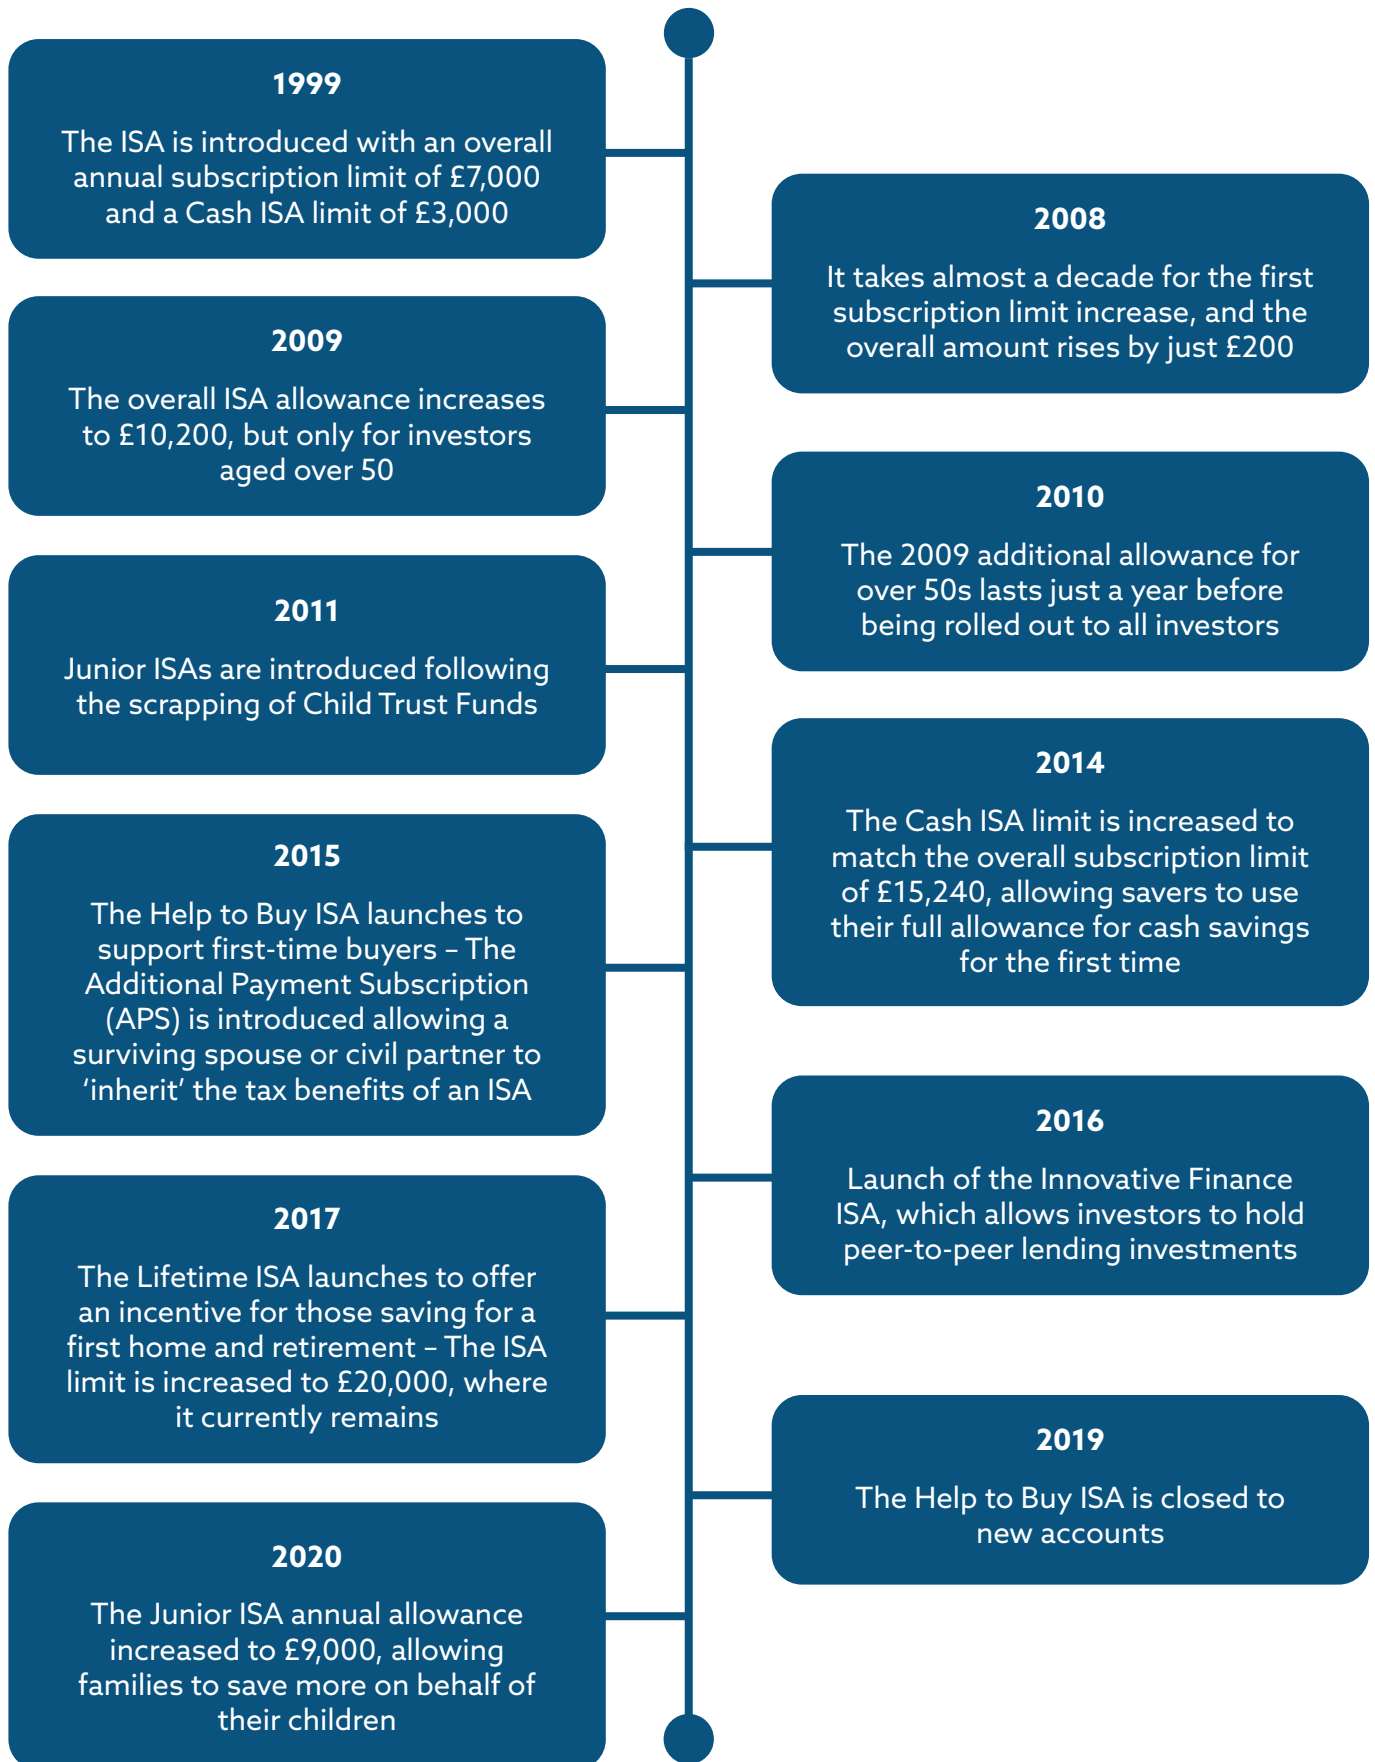 1999
The ISA is introduced with an overall
annual subscription limit of £7,000
and a Cash ISA limit of £3,000
2008
It takes almost a decade for the first
subscription limit increase, and the
overall amount rises by just £200
2009
The overall ISA allowance increases
to £10,200, but only for investors
aged over 50
2010
The 2009 additional allowance for
over 50s lasts just a year before
being rolled out to all investors
2011
Junior ISAs are introduced following
the scrapping of Child Trust Funds
2014
The Cash ISA limit is increased to
match the overall subscription limit
of £15,240, allowing savers to use
their full allowance for cash savings
for the first time
2015
The Help to Buy ISA launches to
support first-time buyers – The
Additional Payment Subscription
(APS) is introduced allowing a
surviving spouse or civil partner to
‘inherit’ the tax benefits of an ISA
2016
Launch of the Innovative Finance
ISA, which allows investors to hold
peer-to-peer lending investments
2017
The Lifetime ISA launches to offer
an incentive for those saving for a
first home and retirement – The ISA
limit is increased to £20,000, where
it currently remains
2019
The Help to Buy ISA is closed to
new accounts
2020
The Junior ISA annual allowance
increased to £9,000, allowing
families to save more on behalf of
their children